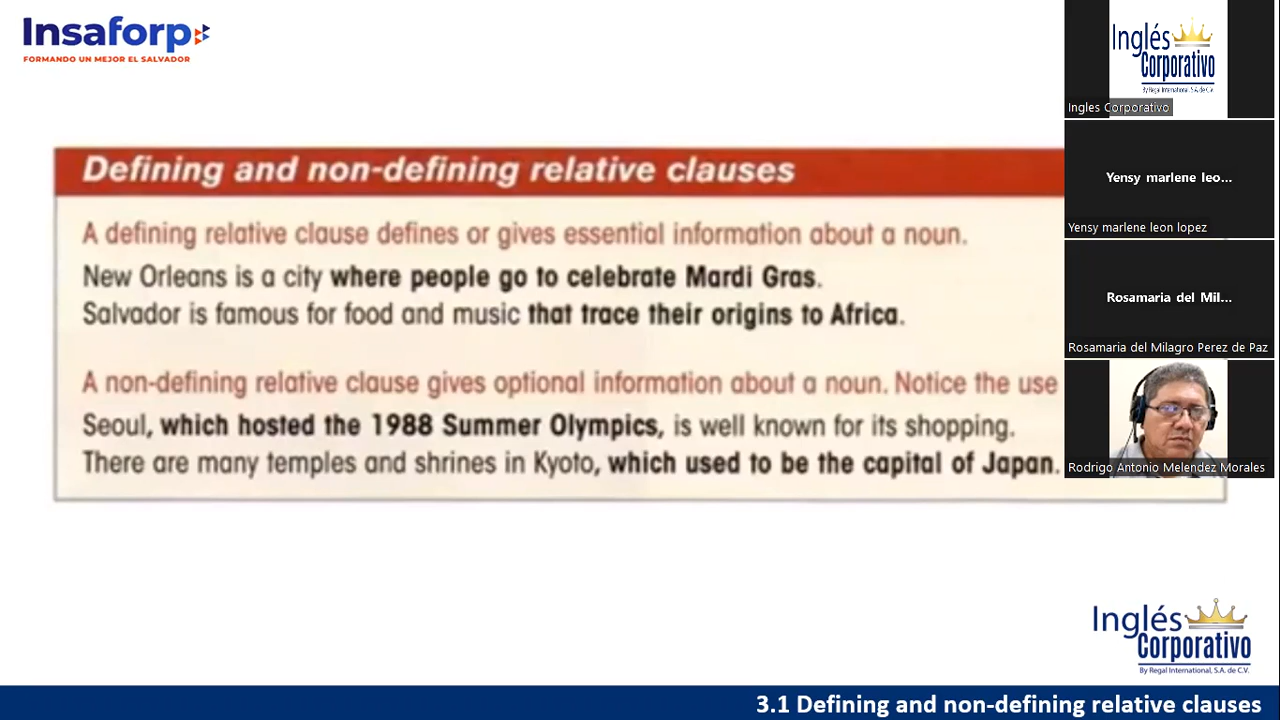 Insaforp
FORMANDO UN MEJOR EL SALVADOR
Defining and non-defining relative clauses
A defining relative clause defines or gives essential information about a noun.
New Orleans is a city where people go to celebrate Mardi Gras.
Salvador is famous for food and music that trace their origins to Africa.
A non-defining relative clause gives optional information about a noun. Notice the use
Seoul, which hosted the 1988 Summer Olympics, is well known for its shopping.
There are many temples and shrines in Kyoto, which used to be the capital of Japan.
Inglés
Corporativo
By Regal International, S.A. de C.V.
Ingles Corporativo
Yensy marlene leo...
Yensy marlene leon lopez
Rosamaria del Mil...
Rosamaria del Milagro Perez de Paz
Rodrigo Antonio Melendez Morales
Inglés
Corporativo
By Regal International, S.A. de C.V.
3.1 Defining and non-defining relative clauses